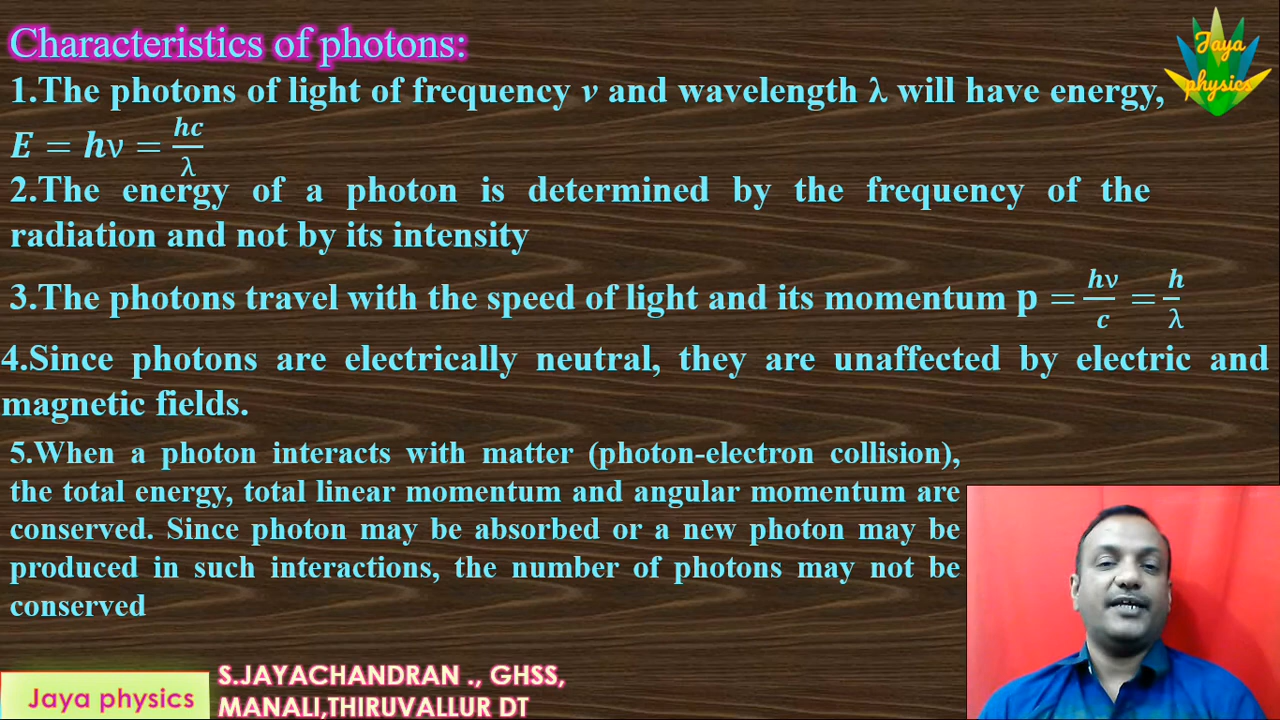 Characteristics of photons:
Jaya
physics
1.The photons of light of frequency ν and wavelength λ will have energy,
E = hν = hc/λ
2.The energy of a photon is determined by the frequency of the
radiation and not by its intensity
3.The photons travel with the speed of light and its momentum p = hν/c = h/λ
4.Since photons are electrically neutral, they are unaffected by electric and
magnetic fields.
5.When a photon interacts with matter (photon-electron collision),
the total energy, total linear momentum and angular momentum are
conserved. Since photon may be absorbed or a new photon may be
produced in such interactions, the number of photons may not be
conserved
Jaya physics
S.JAYACHANDRAN ., GHSS,
MANALI,THIRUVALLUR DT